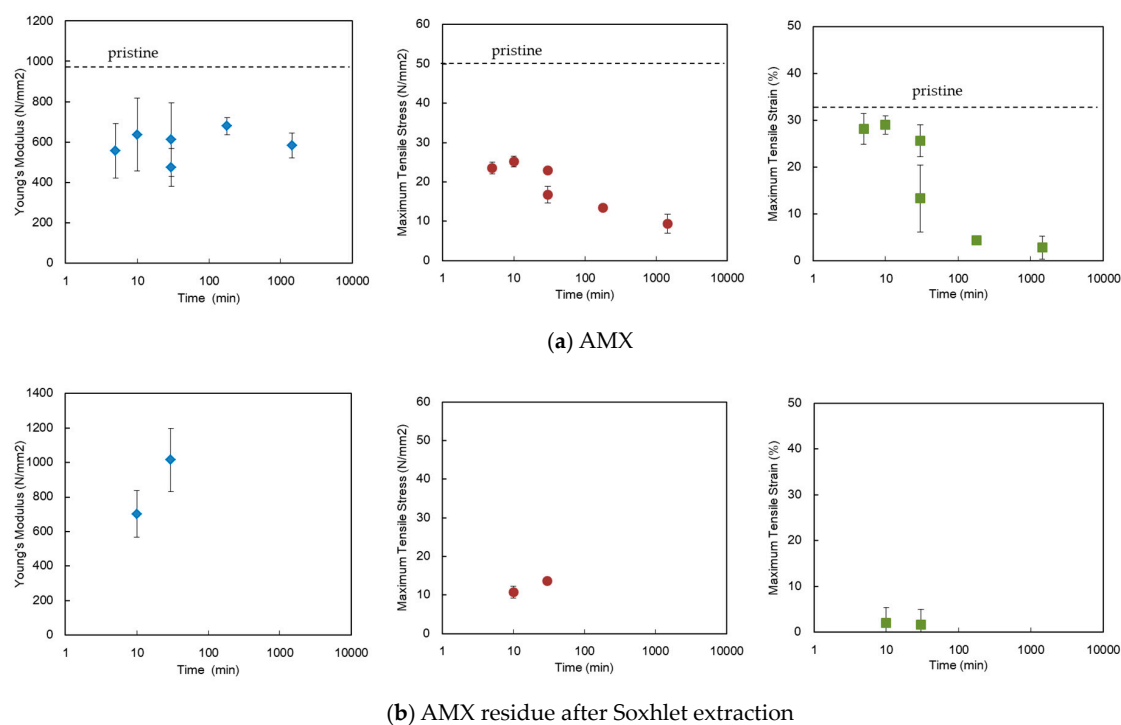 1200
1000
800
600
400
200
0
pristine
Young's Modulus (N/mm2)
1 10 100 1000 10000
Time (min)
60
50
40
30
20
10
0
pristine
Maximum Tensile Stress (N/mm2)
1 10 100 1000 10000
Time (min)
50
40
30
20
10
0
pristine
Maximum Tensile Strain (%)
1 10 100 1000 10000
Time (min)
(a) AMX
1400
1200
1000
800
600
400
200
0
Young's Modulus (N/mm2)
1 10 100 1000 10000
Time (min)
60
50
40
30
20
10
0
Maximum Tensile Stress (N/mm2)
1 10 100 1000 10000
Time (min)
50
40
30
20
10
0
Maximum Tensile Strain (%)
1 10 100 1000 10000
Time (min)
(b) AMX residue after Soxhlet extraction